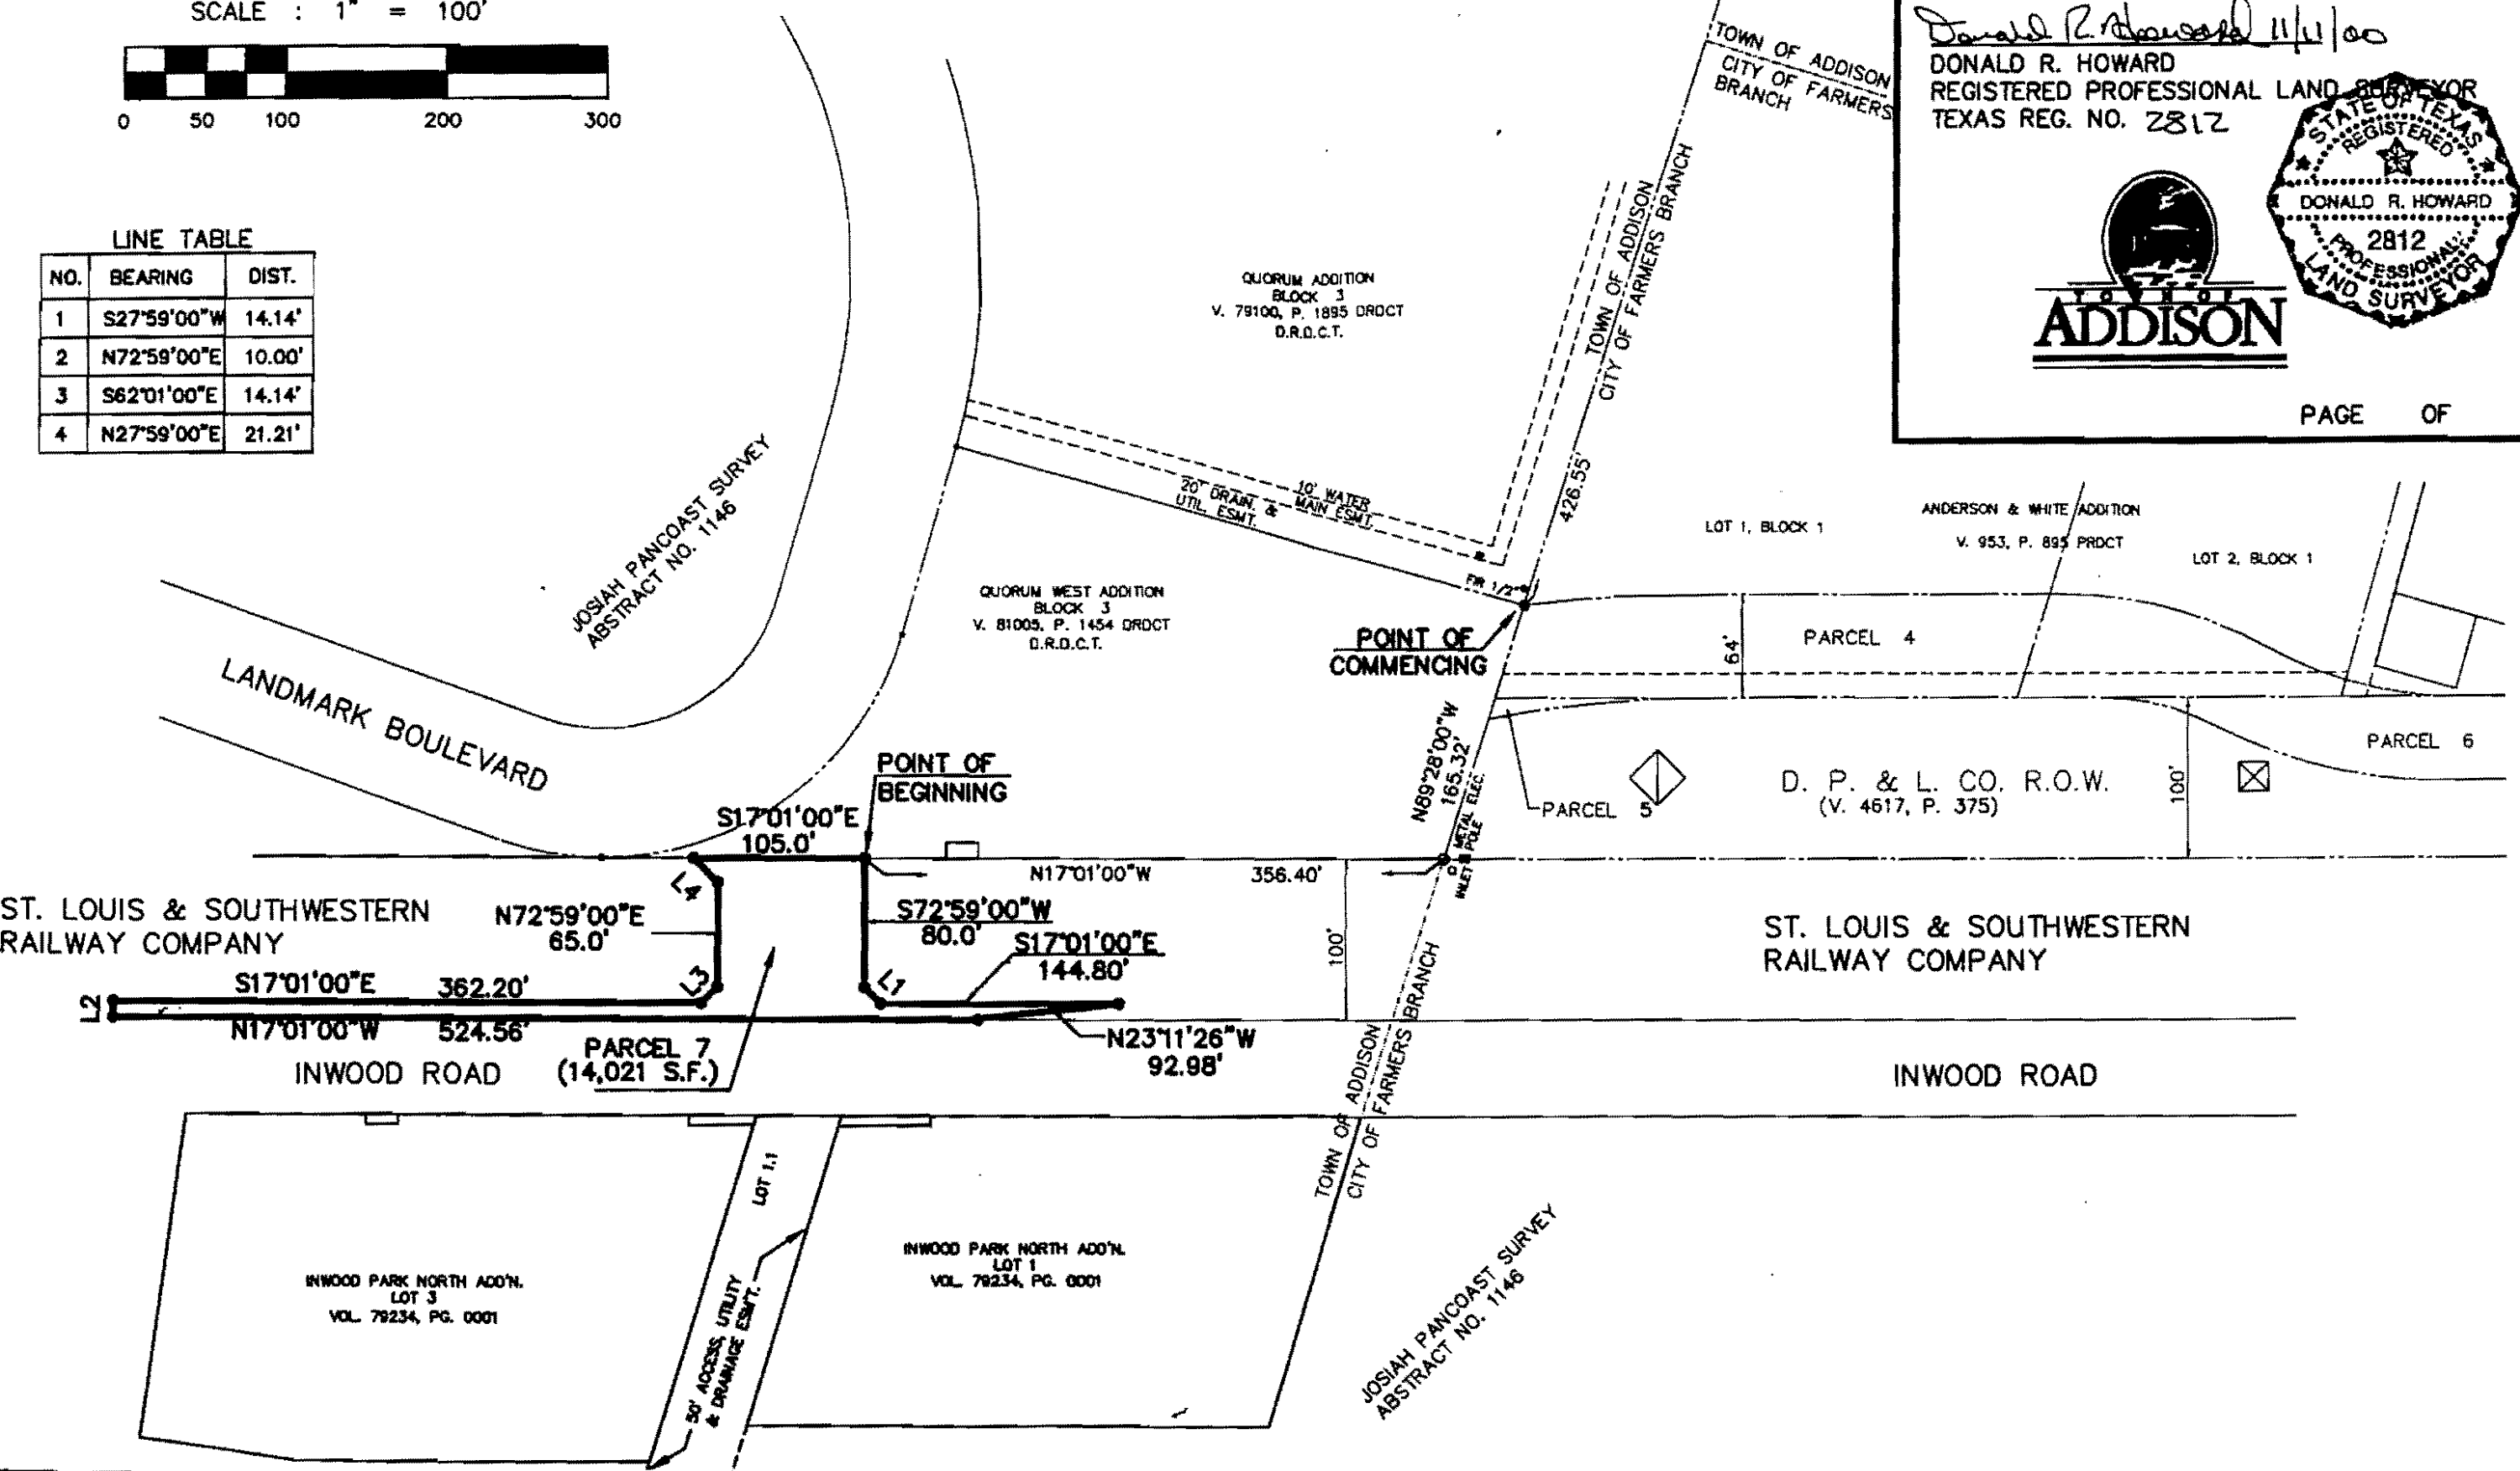 SCALE : 1" = 100'
0 50 100 200 300
LINE TABLE
NO. BEARING DIST.
1 S27°59'00"W 14.14'
2 N72°59'00"E 10.00'
3 S62°01'00"E 14.14'
4 N27°59'00"E 21.21'
Donald R. Howard 11/11/00
DONALD R. HOWARD
REGISTERED PROFESSIONAL LAND SURVEYOR
TEXAS REG. NO. 2812
STATE OF TEXAS
REGISTERED
DONALD R. HOWARD
2812
PROFESSIONAL
LAND SURVEYOR
TOWN OF
ADDISON
PAGE OF
TOWN OF ADDISON
CITY OF FARMERS
BRANCH
TOWN OF ADDISON
CITY OF FARMERS BRANCH
426.55'
QUORUM ADDITION
BLOCK 3
V. 79100, P. 1895 DRDCT
D.R.D.C.T.
JOSIAH PANCOAST SURVEY
ABSTRACT NO. 1146
20' DRAIN. &
UTIL. ESMT.
10' WATER
MAIN ESMT.
FIR 1/2"
LOT 1, BLOCK 1
ANDERSON & WHITE ADDITION
V. 953, P. 895 PRDCT
LOT 2, BLOCK 1
QUORUM WEST ADDITION
BLOCK 3
V. 81005, P. 1454 DRDCT
D.R.D.C.T.
POINT OF
COMMENCING
64'
PARCEL 4
LANDMARK BOULEVARD
N89°28'00"W
165.32'
METAL ELEC.
POLE
INLET
PARCEL 5
D. P. & L. CO. R.O.W.
(V. 4617, P. 375)
100'
PARCEL 6
POINT OF
BEGINNING
S17°01'00"E
105.0'
N17°01'00"W 356.40'
L4
ST. LOUIS & SOUTHWESTERN
RAILWAY COMPANY
N72°59'00"E
65.0'
S72°59'00"W
80.0'
S17°01'00"E
144.80'
100'
ST. LOUIS & SOUTHWESTERN
RAILWAY COMPANY
L2
S17°01'00"E 362.20'
L3
L1
N17°01'00"W 524.56'
N23°11'26"W
92.98'
PARCEL 7
(14,021 S.F.)
INWOOD ROAD
INWOOD ROAD
TOWN OF ADDISON
CITY OF FARMERS BRANCH
LOT 1.1
50' ACCESS, UTILITY
& DRAINAGE ESM'T.
INWOOD PARK NORTH ADD'N.
LOT 3
VOL. 79234, PG. 0001
INWOOD PARK NORTH ADD'N.
LOT 1
VOL. 79234, PG. 0001
JOSIAH PANCOAST SURVEY
ABSTRACT NO. 1146